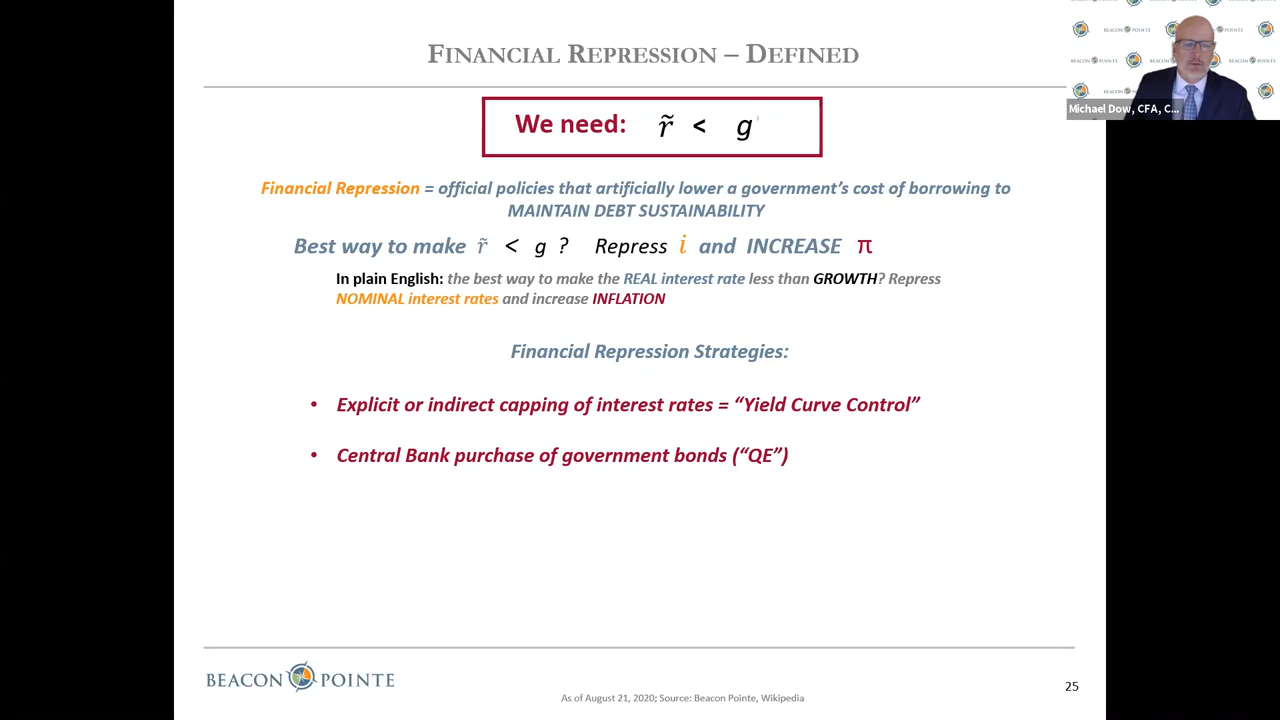 FINANCIAL REPRESSION – DEFINED
We need: r̃ < g
Financial Repression = official policies that artificially lower a government's cost of borrowing to
MAINTAIN DEBT SUSTAINABILITY
Best way to make r̃ < g ? Repress i and INCREASE π
In plain English: the best way to make the REAL interest rate less than GROWTH? Repress
NOMINAL interest rates and increase INFLATION
Financial Repression Strategies:
• Explicit or indirect capping of interest rates = “Yield Curve Control”
• Central Bank purchase of government bonds (“QE”)
BEACON POINTE
As of August 21, 2020; Source: Beacon Pointe, Wikipedia
25
Michael Dow, CFA, C...